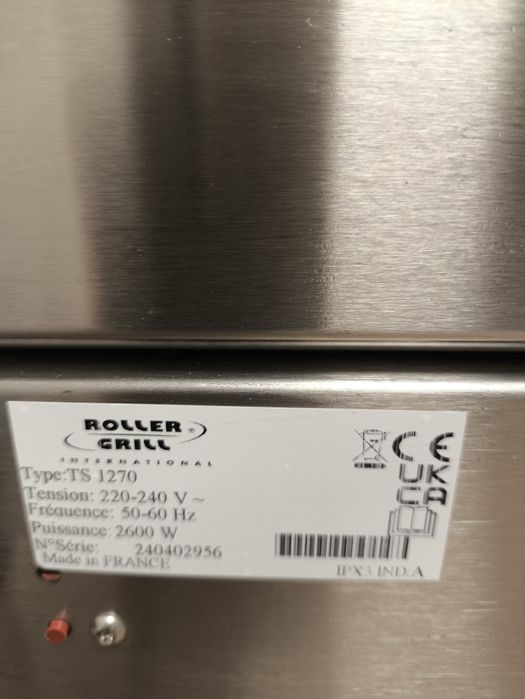 ROLLER ®
GRILL
INTERNATIONAL
Type:TS 1270
Tension: 220-240 V ~
Fréquence: 50-60 Hz
Puissance: 2600 W
N°Série: 240402956
Made in FRANCE
CE
UK
CA
IPX3 IND:A